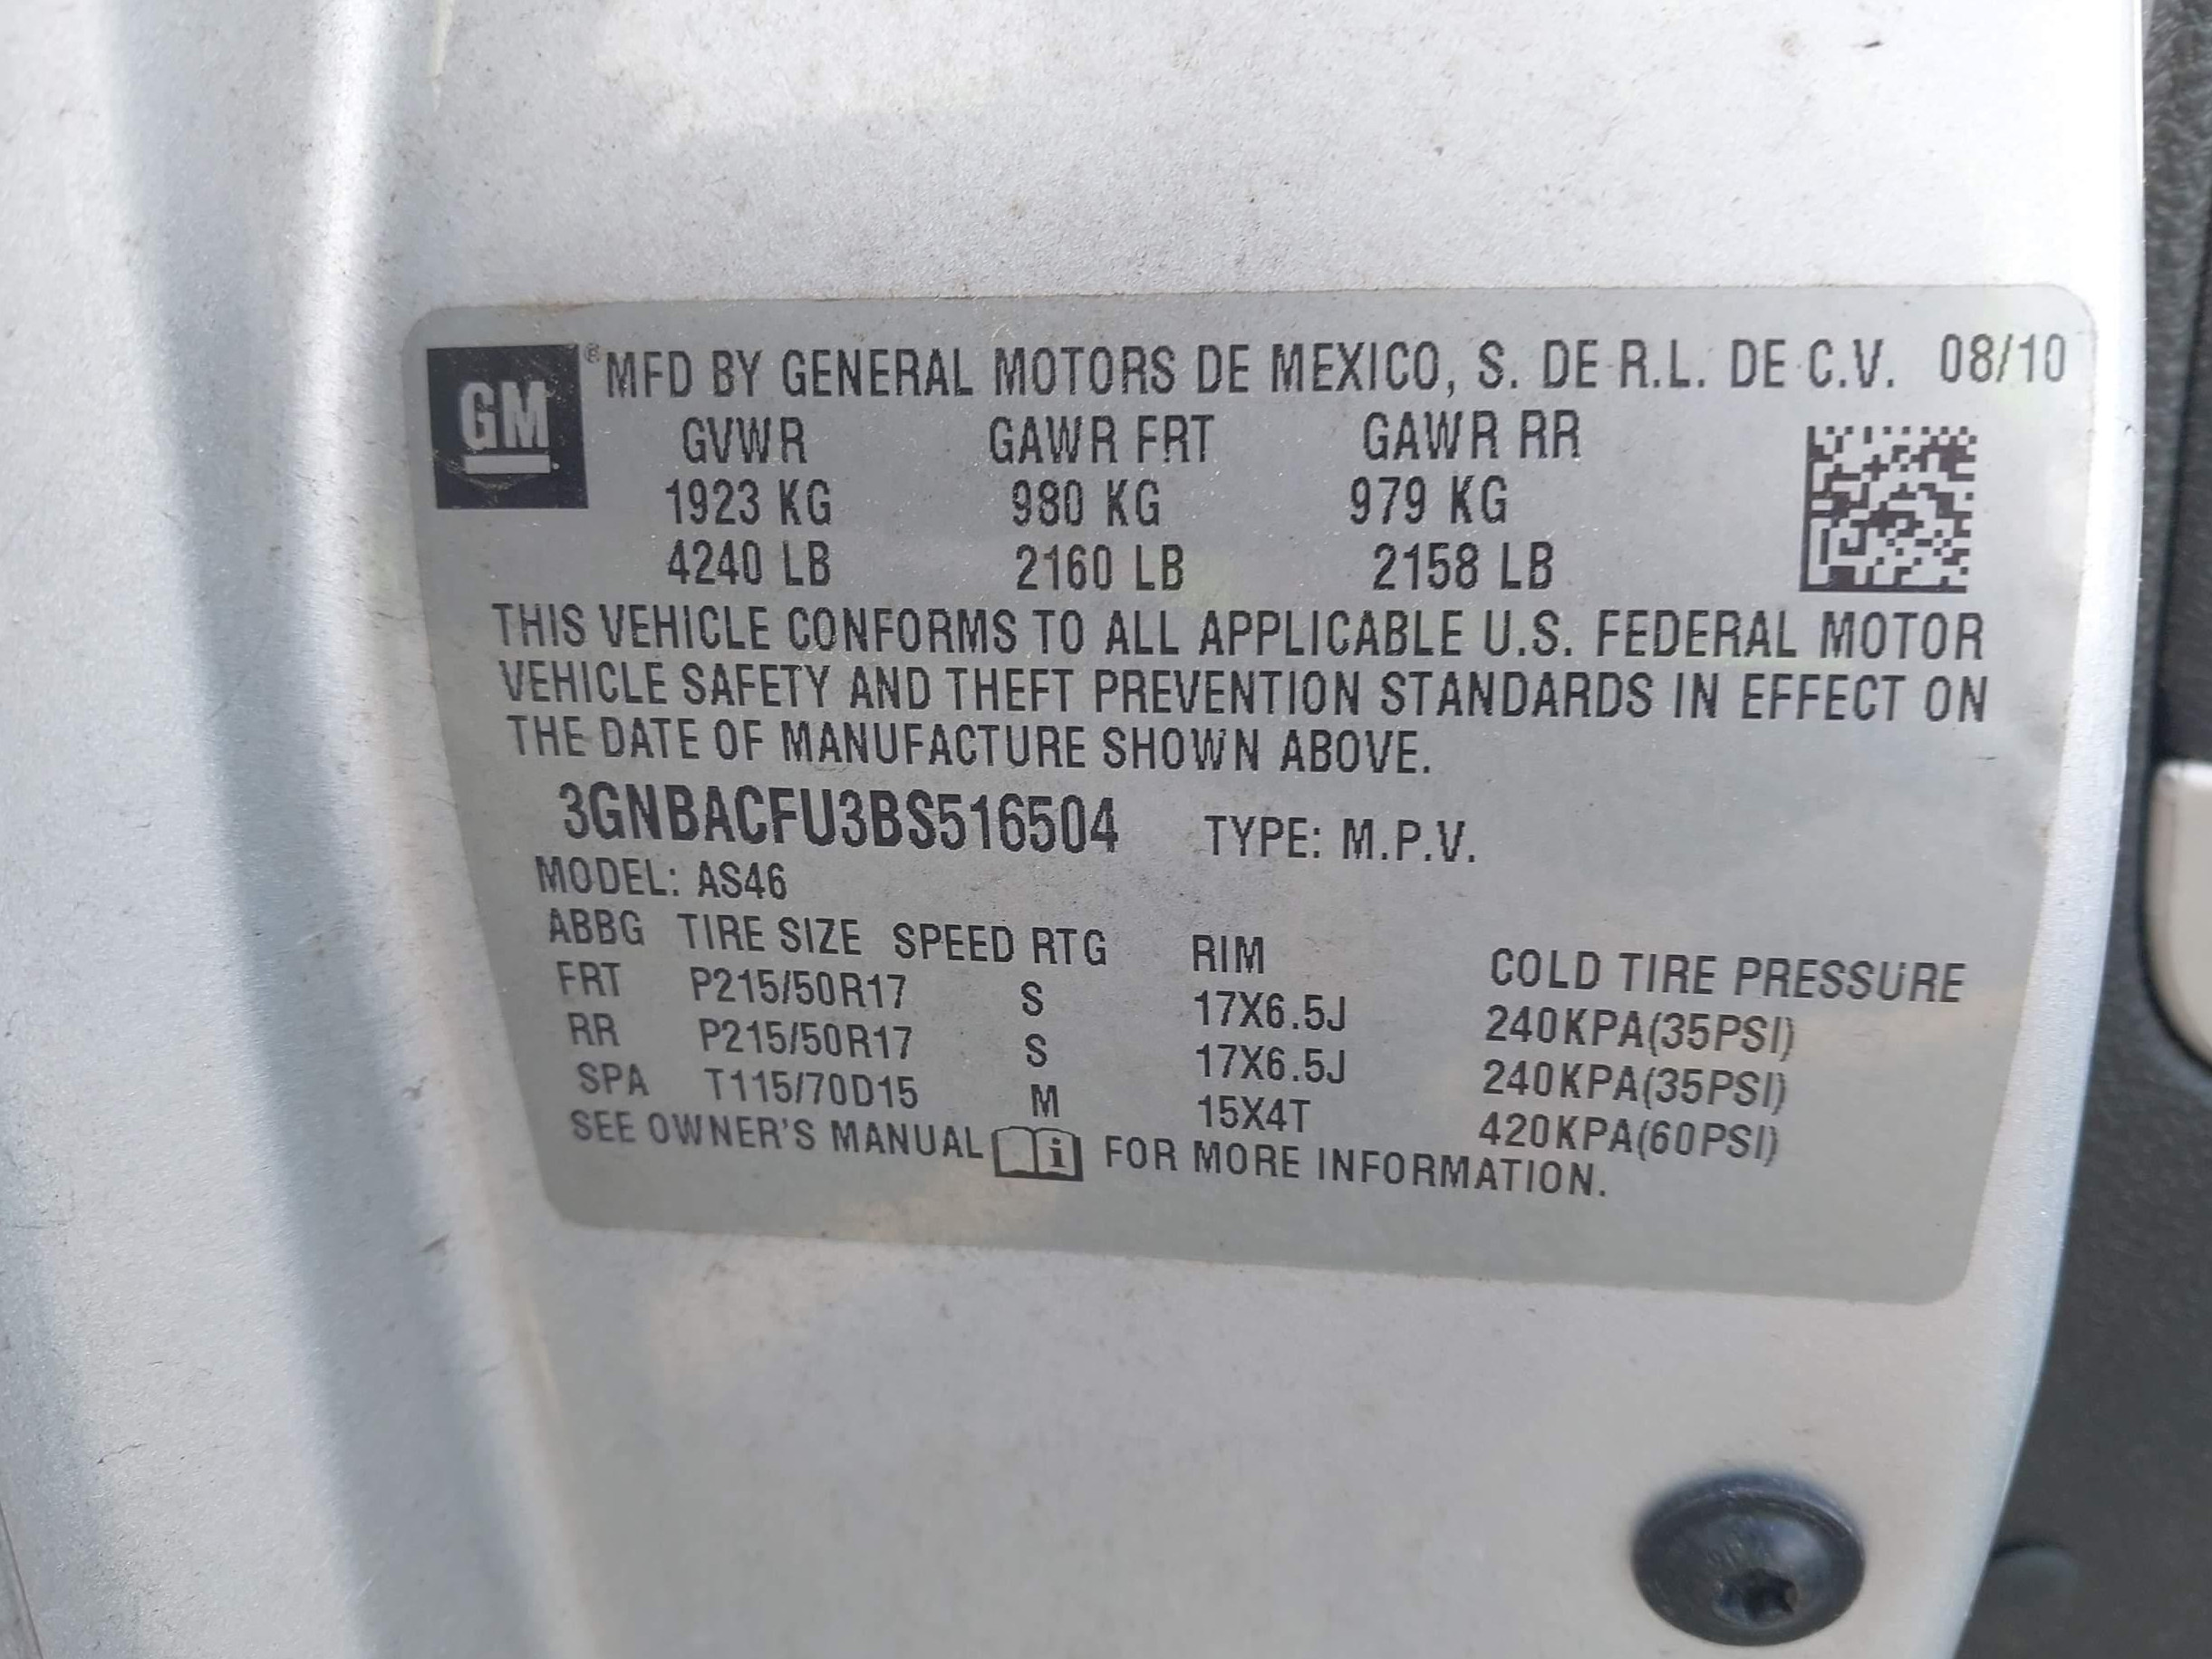 GM ® MFD BY GENERAL MOTORS DE MEXICO, S. DE R.L. DE C.V. 08/10
GVWR GAWR FRT GAWR RR
1923 KG 980 KG 979 KG
4240 LB 2160 LB 2158 LB
THIS VEHICLE CONFORMS TO ALL APPLICABLE U.S. FEDERAL MOTOR
VEHICLE SAFETY AND THEFT PREVENTION STANDARDS IN EFFECT ON
THE DATE OF MANUFACTURE SHOWN ABOVE.
3GNBACFU3BS516504 TYPE: M.P.V.
MODEL: AS46
ABBG TIRE SIZE SPEED RTG RIM COLD TIRE PRESSURE
FRT P215/50R17 S 17X6.5J 240KPA(35PSI)
RR P215/50R17 S 17X6.5J 240KPA(35PSI)
SPA T115/70D15 M 15X4T 420KPA(60PSI)
SEE OWNER'S MANUAL i FOR MORE INFORMATION.